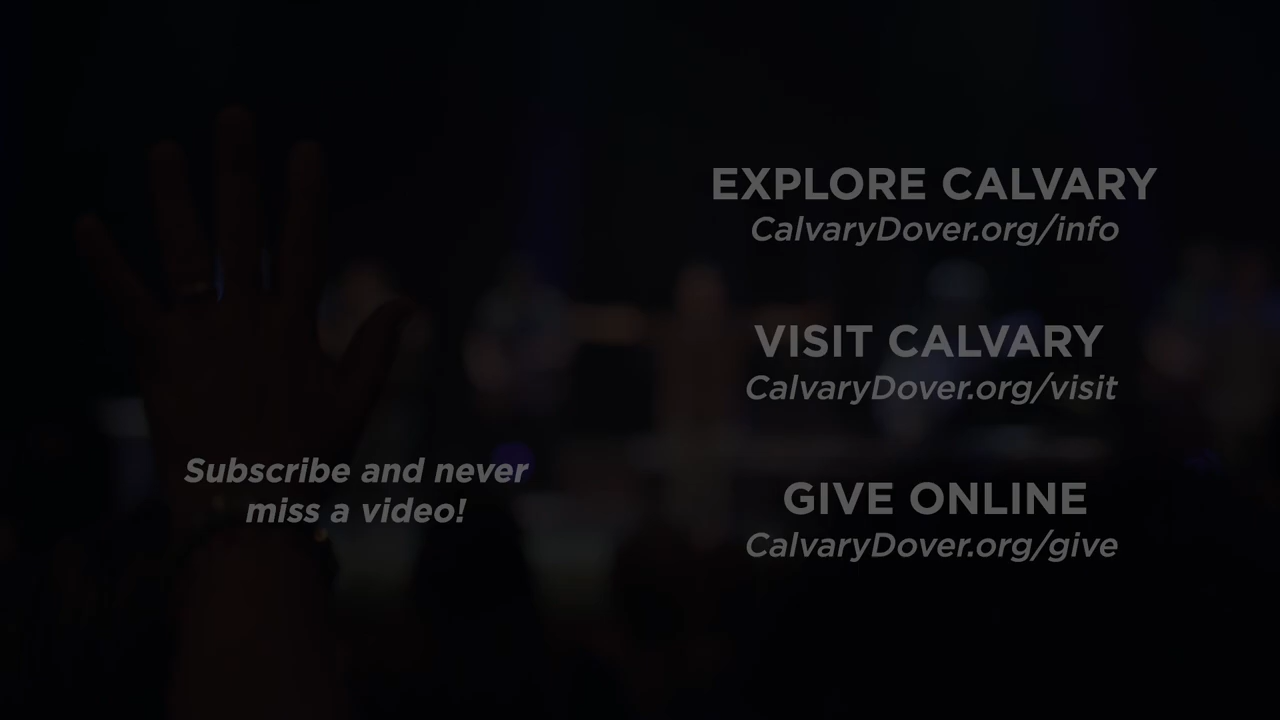 EXPLORE CALVARY
CalvaryDover.org/info
VISIT CALVARY
CalvaryDover.org/visit
Subscribe and never
miss a video!
GIVE ONLINE
CalvaryDover.org/give